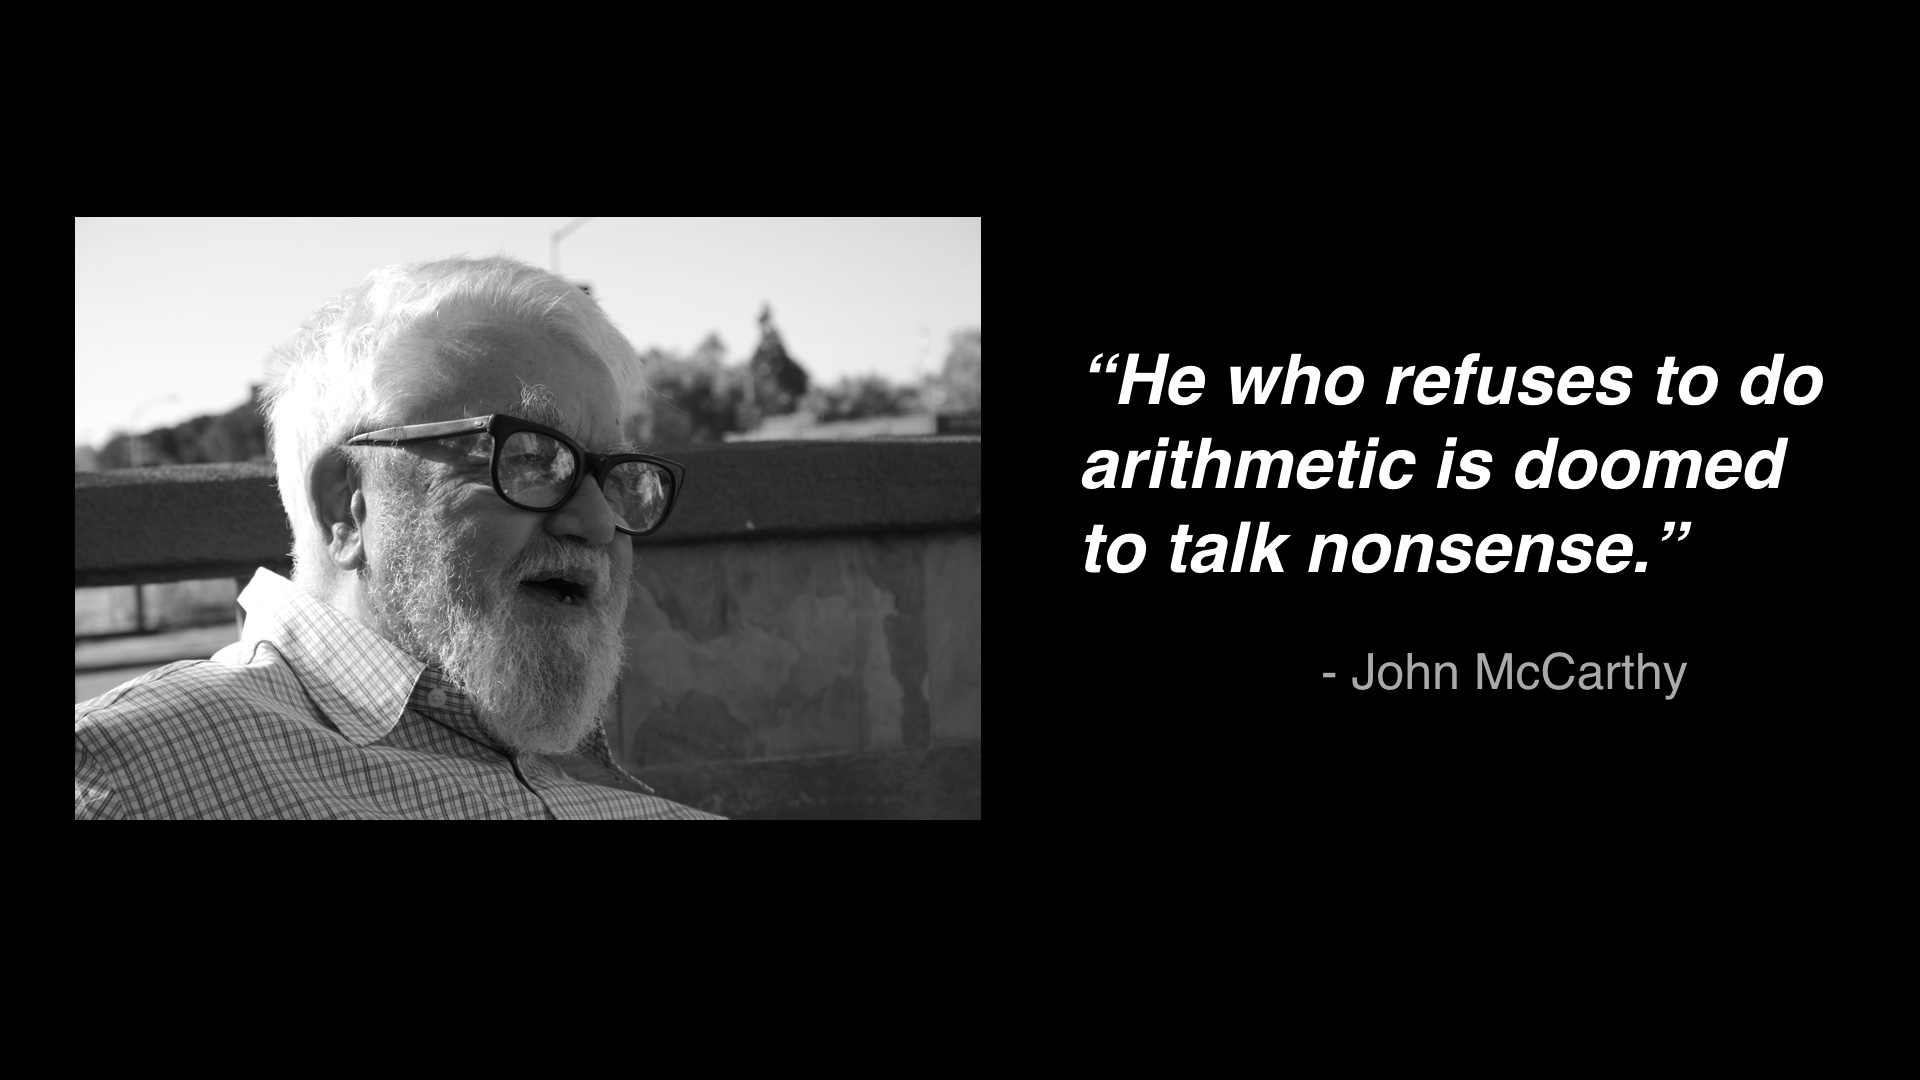 “He who refuses to do
arithmetic is doomed
to talk nonsense.”
- John McCarthy